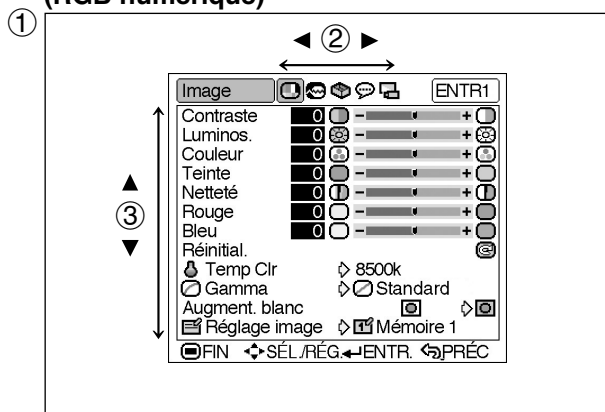 (RGB numérique)
①
◄ ② ►
Image ENTR1
Contraste 0 − +
Luminos. 0 − +
Couleur 0 − +
Teinte 0 − +
Netteté 0 − +
Rouge 0 − +
Bleu 0 − +
Réinitial.
Temp Clr 8500k
Gamma Standard
Augment. blanc
Réglage image 1 Mémoire 1
▲
③
▼
FIN SÉL./RÉG. ENTR. PRÉC